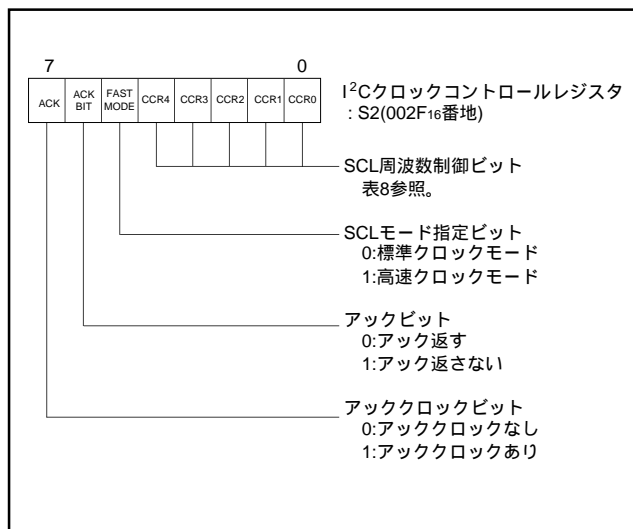 7 0
ACK ACK BIT FAST MODE CCR4 CCR3 CCR2 CCR1 CCR0
I²Cクロックコントロールレジスタ
: S2(002F₁₆番地)
SCL周波数制御ビット
表8参照。
SCLモード指定ビット
0:標準クロックモード
1:高速クロックモード
アックビット
0:アック返す
1:アック返さない
アッククロックビット
0:アッククロックなし
1:アッククロックあり